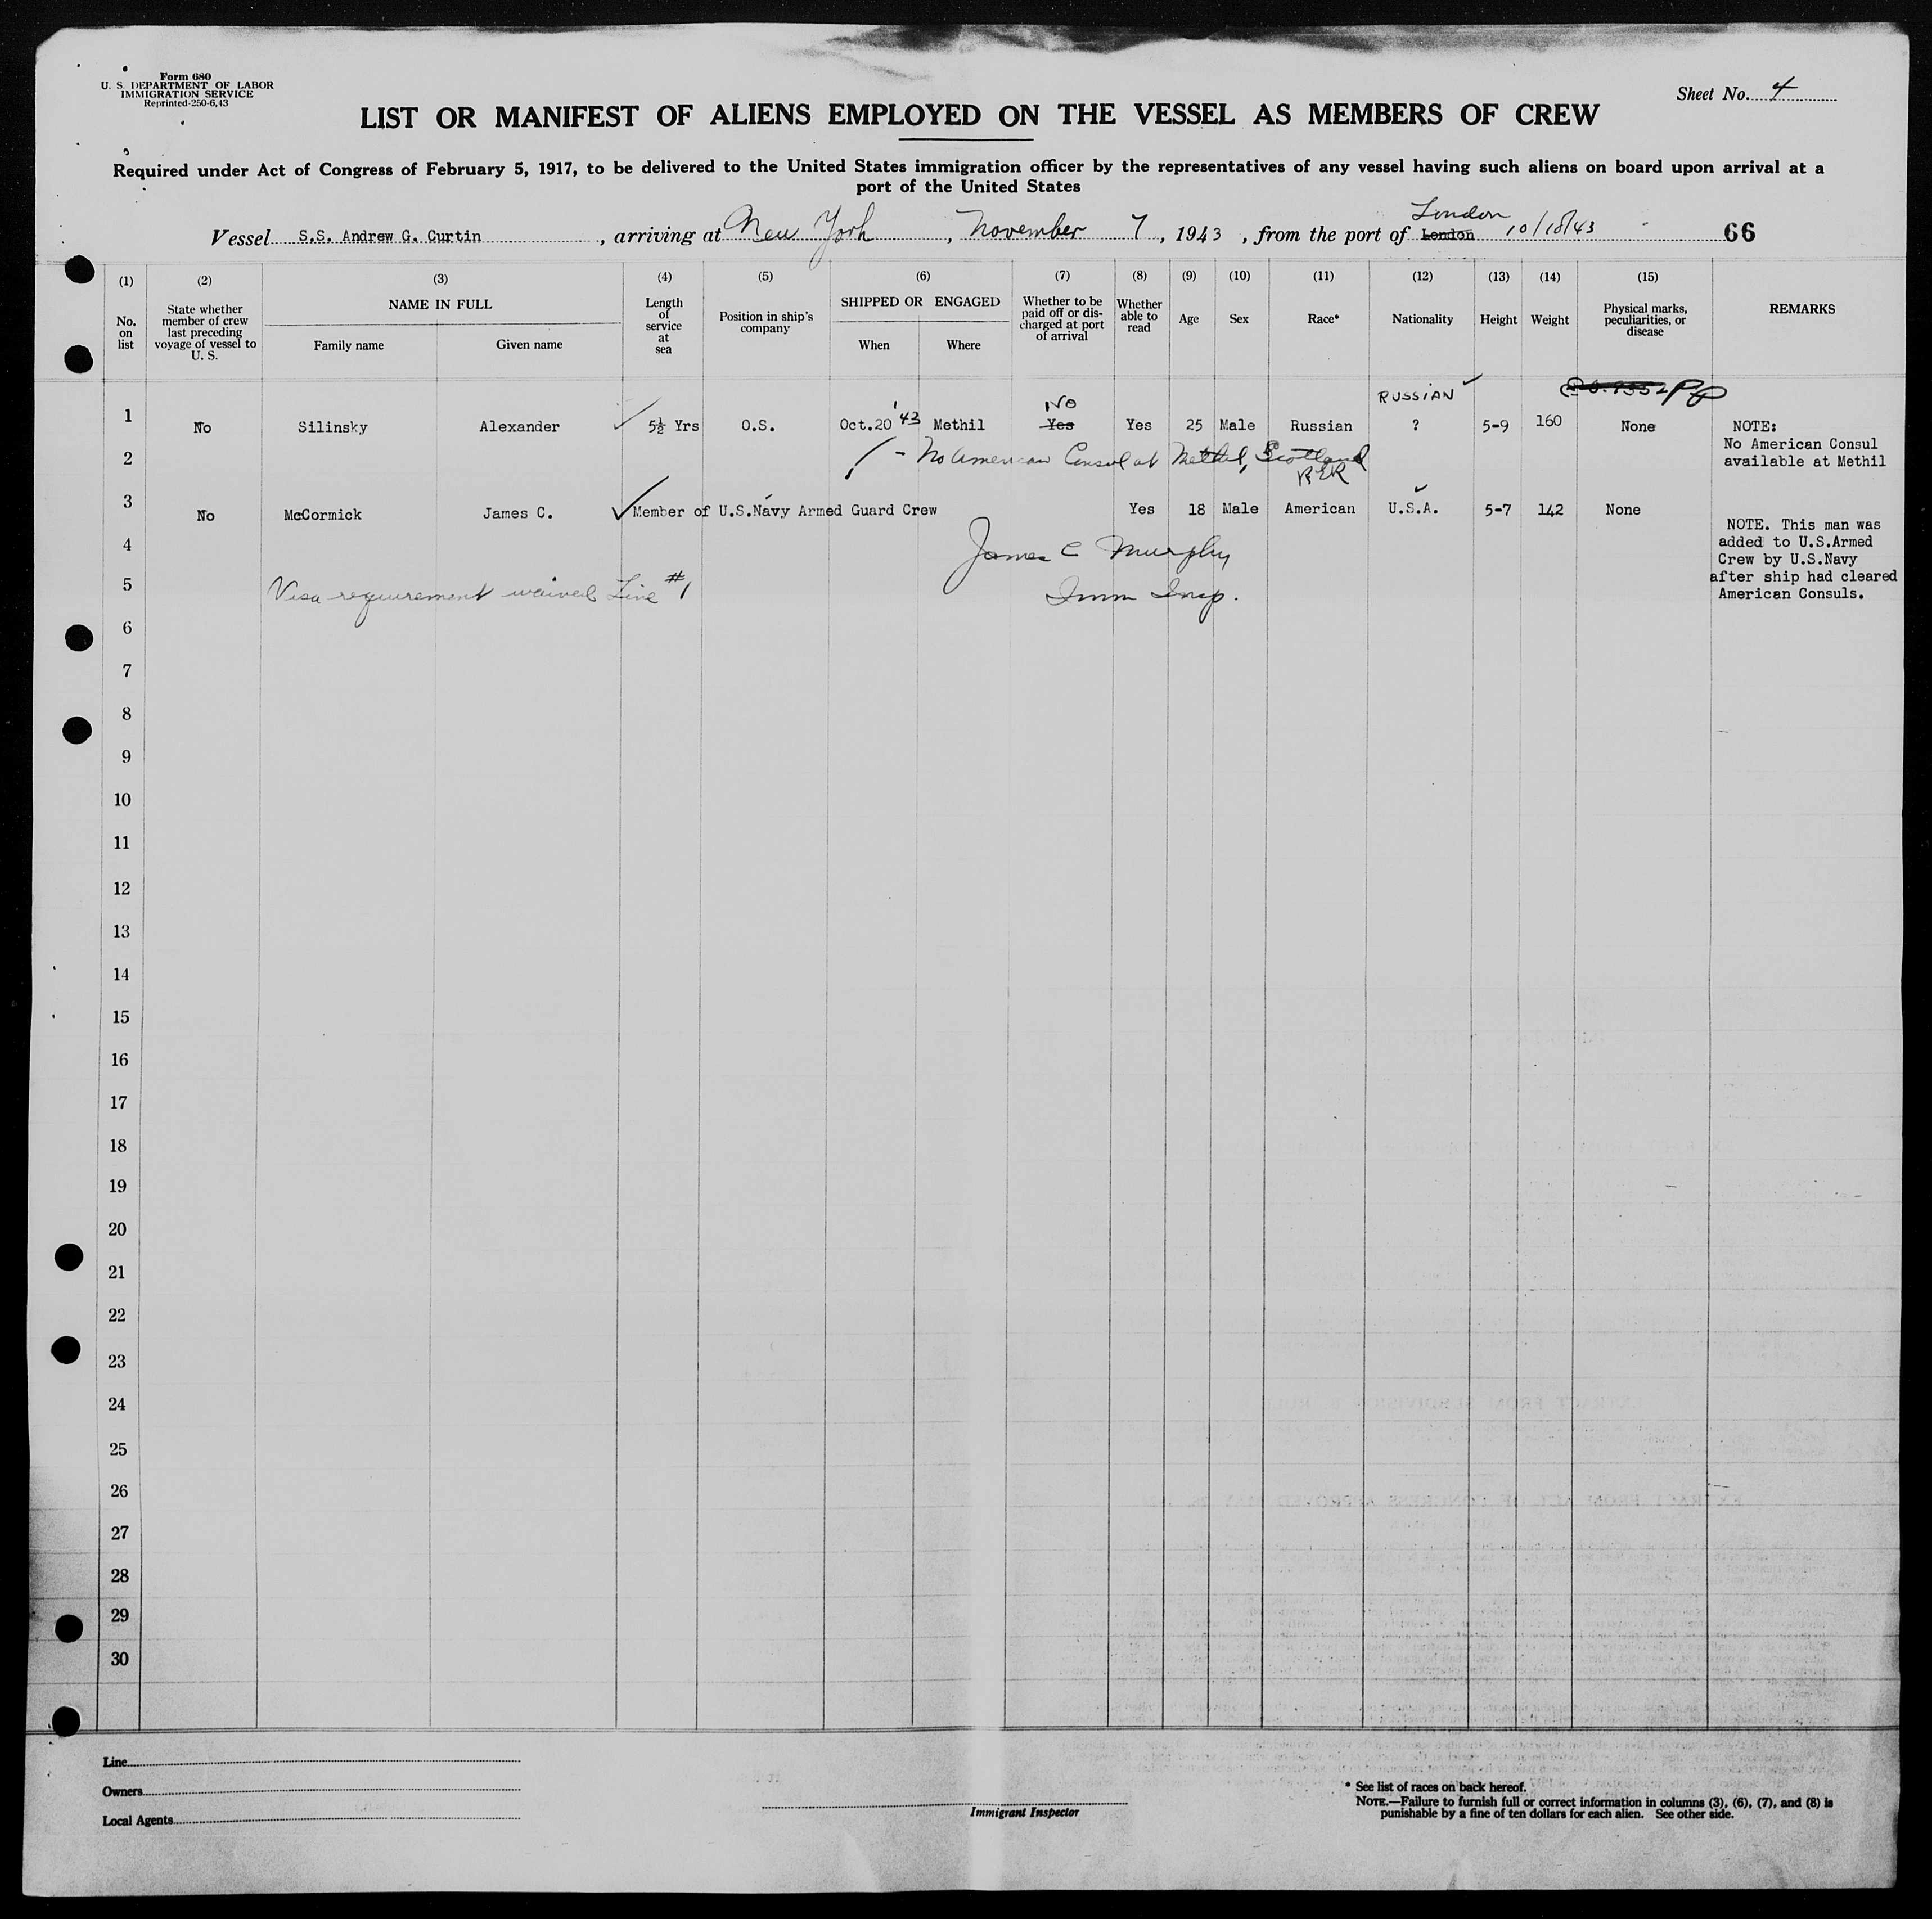 Form 680
U. S. DEPARTMENT OF LABOR
IMMIGRATION SERVICE
Reprinted-250-6,43
Sheet No. 4
LIST OR MANIFEST OF ALIENS EMPLOYED ON THE VESSEL AS MEMBERS OF CREW
Required under Act of Congress of February 5, 1917, to be delivered to the United States immigration officer by the representatives of any vessel having such aliens on board upon arrival at a
port of the United States
London
Vessel S.S. Andrew G. Curtin, arriving at New York, November 7, 1943, from the port of London 10/18/43 66
(1) (2) (3) (4) (5) (6) (7) (8) (9) (10) (11) (12) (13) (14) (15)
No. on list
State whether member of crew last preceding voyage of vessel to U. S.
NAME IN FULL
Family name Given name
Length of service at sea
Position in ship's company
SHIPPED OR ENGAGED
When Where
Whether to be paid off or discharged at port of arrival
Whether able to read
Age
Sex
Race*
Nationality
Height
Weight
Physical marks, peculiarities, or disease
REMARKS
No RUSSIAN
1 No Silinsky Alexander 5½ Yrs O.S. Oct.20 '43 Methil Yes Yes 25 Male Russian ? 5-9 160 None NOTE:
No American Consul
available at Methil
2 1 - No American Consul at Methil, Scotland
RER
3 No McCormick James C. Member of U.S.Navy Armed Guard Crew Yes 18 Male American U.S.A. 5-7 142 None
NOTE. This man was
added to U.S.Armed
Crew by U.S.Navy
after ship had cleared
American Consuls.
4 James C Murphy
5 Visa requirement waived Line #1 Imm Insp.
6
7
8
9
10
11
12
13
14
15
16
17
18
19
20
21
22
23
24
25
26
27
28
29
30
Line
Owners
Local Agents
Immigrant Inspector
* See list of races on back hereof.
NOTE.—Failure to furnish full or correct information in columns (3), (6), (7), and (8) is
punishable by a fine of ten dollars for each alien. See other side.